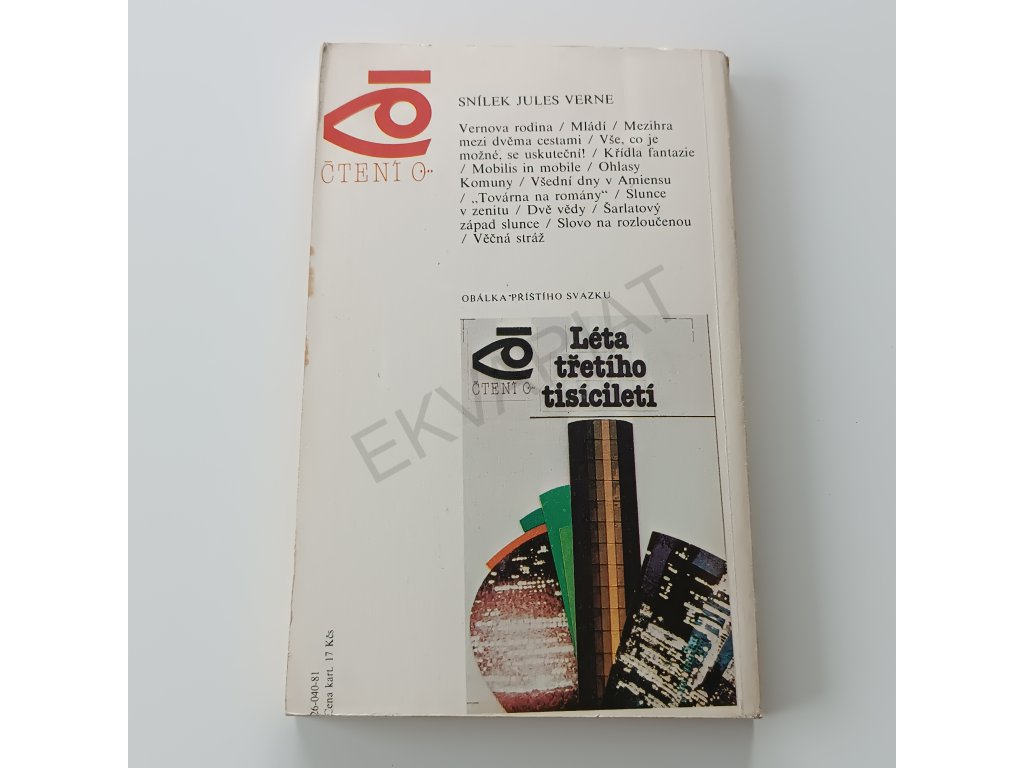 ČTENÍ O··
SNÍLEK JULES VERNE
Vernova rodina / Mládí / Mezihra
mezi dvěma cestami / Vše, co je
možné, se uskuteční! / Křídla fantazie
/ Mobilis in mobile / Ohlasy
Komuny / Všední dny v Amiensu
/ „Továrna na romány“ / Slunce
v zenitu / Dvě vědy / Šarlatový
západ slunce / Slovo na rozloučenou
/ Věčná stráž
OBÁLKA PŘÍŠTÍHO SVAZKU
ČTENÍ O··
Léta
třetího
tisíciletí
EKVARIAT
26-040-81
Cena kart. 17 Kčs